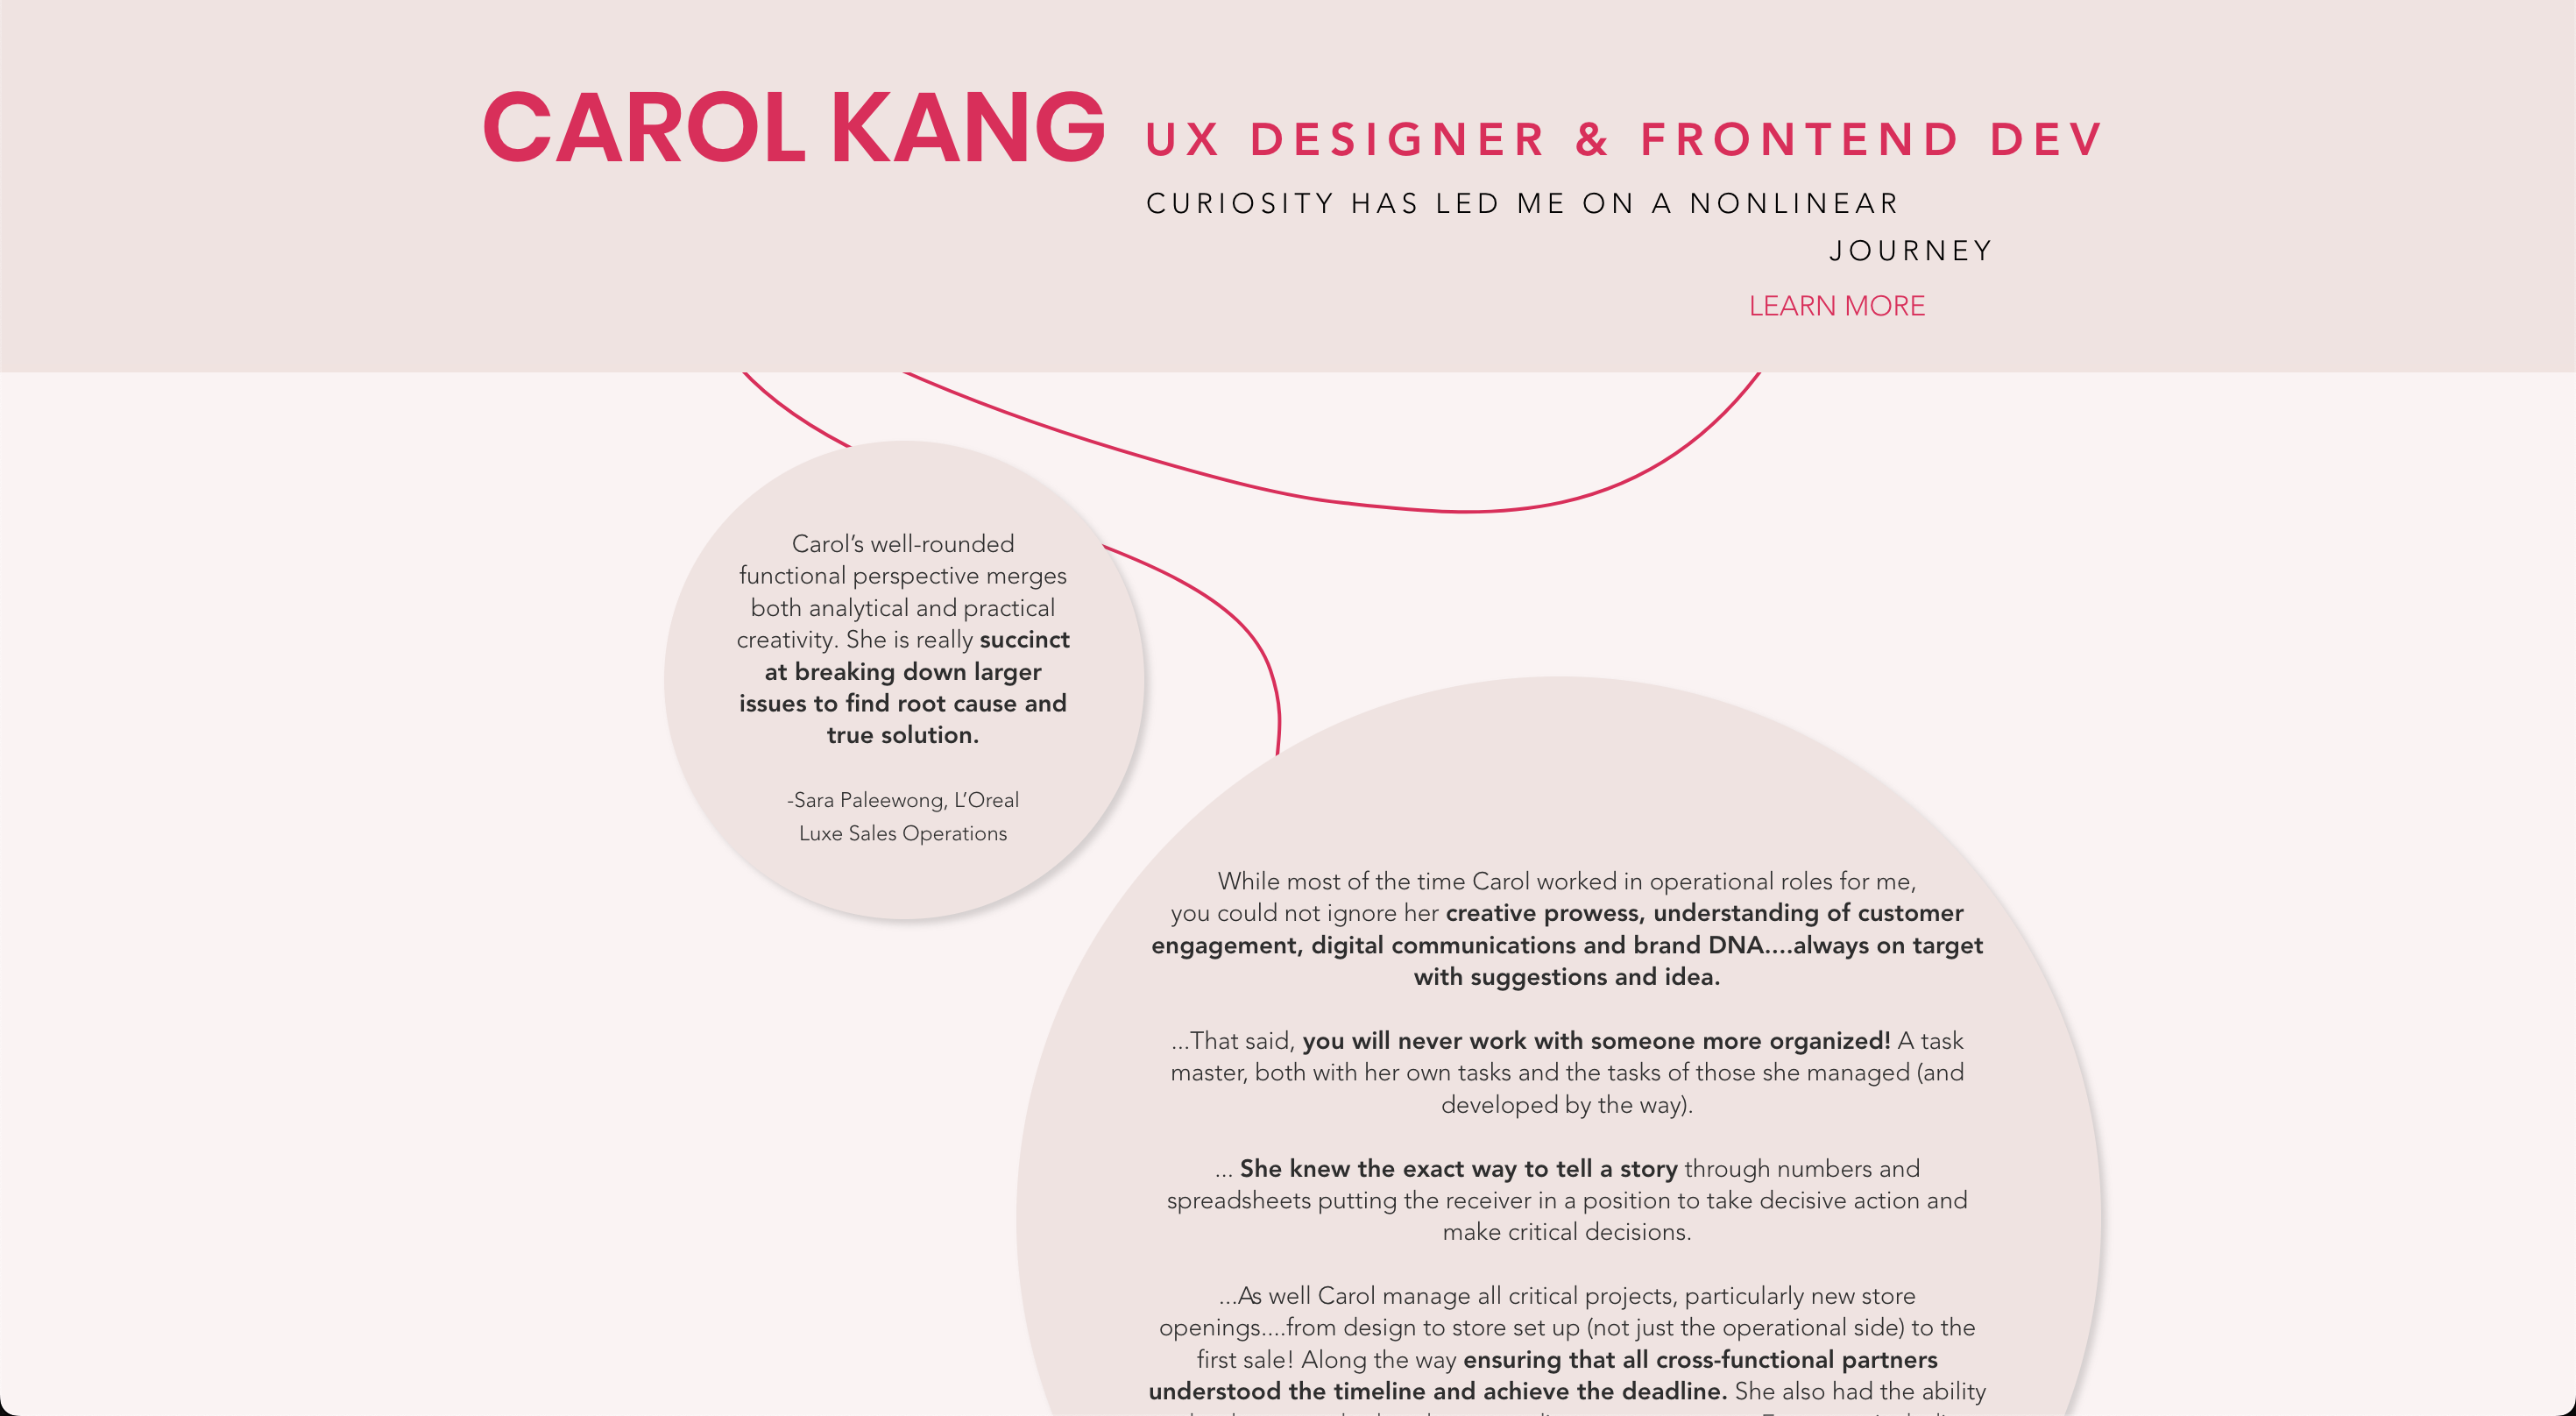 CAROL KANG UX DESIGNER & FRONTEND DEV
CURIOSITY HAS LED ME ON A NONLINEAR
JOURNEY
LEARN MORE
Carol’s well-rounded
functional perspective merges
both analytical and practical
creativity. She is really succinct
at breaking down larger
issues to find root cause and
true solution.
-Sara Paleewong, L’Oreal
Luxe Sales Operations
While most of the time Carol worked in operational roles for me,
you could not ignore her creative prowess, understanding of customer
engagement, digital communications and brand DNA....always on target
with suggestions and idea.
...That said, you will never work with someone more organized! A task
master, both with her own tasks and the tasks of those she managed (and
developed by the way).
... She knew the exact way to tell a story through numbers and
spreadsheets putting the receiver in a position to take decisive action and
make critical decisions.
...As well Carol manage all critical projects, particularly new store
openings....from design to store set up (not just the operational side) to the
first sale! Along the way ensuring that all cross-functional partners
understood the timeline and achieve the deadline. She also had the ability